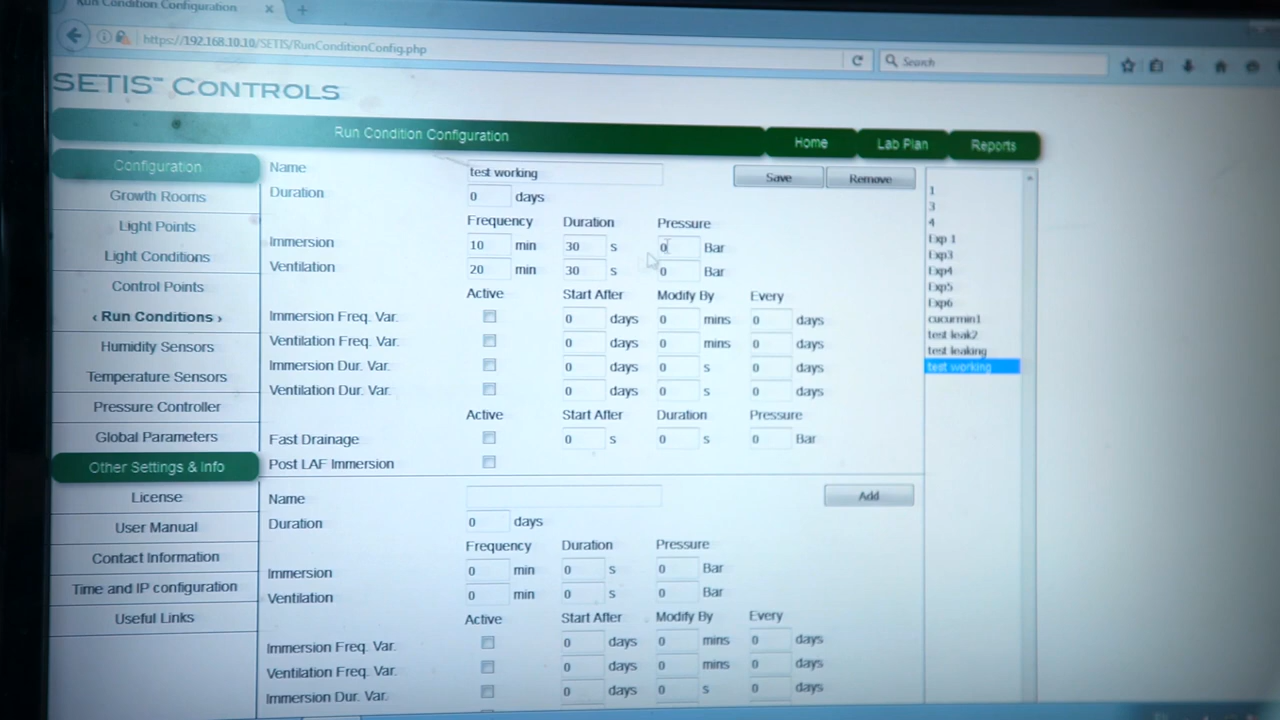 Run Condition Configuration
https://192.168.10.10/SETIS/RunConditionConfig.php
Search
SETIS™ CONTROLS
Run Condition Configuration
Home
Lab Plan
Reports
Configuration
Growth Rooms
Light Points
Light Conditions
Control Points
‹ Run Conditions ›
Humidity Sensors
Temperature Sensors
Pressure Controller
Global Parameters
Other Settings & Info
License
User Manual
Contact Information
Time and IP configuration
Useful Links
Name test working Save Remove
Duration 0 days
Frequency Duration Pressure
Immersion 10 min 30 s 0 Bar
Ventilation 20 min 30 s 0 Bar
Active Start After Modify By Every
Immersion Freq. Var. 0 days 0 mins 0 days
Ventilation Freq. Var. 0 days 0 mins 0 days
Immersion Dur. Var. 0 days 0 s 0 days
Ventilation Dur. Var. 0 days 0 s 0 days
Active Start After Duration Pressure
Fast Drainage 0 s 0 s 0 Bar
Post LAF Immersion
Name Add
Duration 0 days
Frequency Duration Pressure
Immersion 0 min 0 s 0 Bar
Ventilation 0 min 0 s 0 Bar
Active Start After Modify By Every
Immersion Freq. Var. 0 days 0 mins 0 days
Ventilation Freq. Var. 0 days 0 mins 0 days
Immersion Dur. Var. 0 days 0 s 0 days
1
3
4
Exp 1
Exp3
Exp4
Exp5
Exp6
cucurmin1
test leak2
test leaking
test working